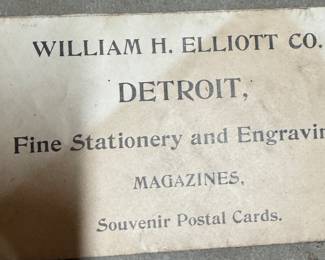 WILLIAM H. ELLIOTT CO.
DETROIT,
Fine Stationery and Engravin
MAGAZINES,
Souvenir Postal Cards.